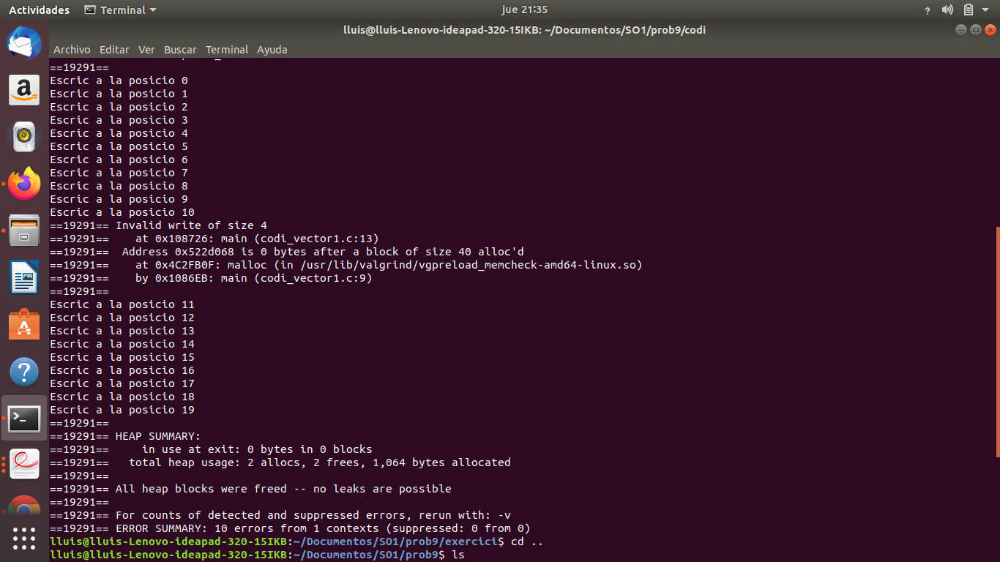 Actividades Terminal jue 21:35
lluis@lluis-Lenovo-ideapad-320-15IKB: ~/Documentos/SO1/prob9/codi
Archivo Editar Ver Buscar Terminal Ayuda
==19291==
Escric a la posicio 0
Escric a la posicio 1
Escric a la posicio 2
Escric a la posicio 3
Escric a la posicio 4
Escric a la posicio 5
Escric a la posicio 6
Escric a la posicio 7
Escric a la posicio 8
Escric a la posicio 9
Escric a la posicio 10
==19291== Invalid write of size 4
==19291==    at 0x108726: main (codi_vector1.c:13)
==19291==  Address 0x522d068 is 0 bytes after a block of size 40 alloc'd
==19291==    at 0x4C2FB0F: malloc (in /usr/lib/valgrind/vgpreload_memcheck-amd64-linux.so)
==19291==    by 0x1086EB: main (codi_vector1.c:9)
==19291==
Escric a la posicio 11
Escric a la posicio 12
Escric a la posicio 13
Escric a la posicio 14
Escric a la posicio 15
Escric a la posicio 16
Escric a la posicio 17
Escric a la posicio 18
Escric a la posicio 19
==19291==
==19291== HEAP SUMMARY:
==19291==     in use at exit: 0 bytes in 0 blocks
==19291==   total heap usage: 2 allocs, 2 frees, 1,064 bytes allocated
==19291==
==19291== All heap blocks were freed -- no leaks are possible
==19291==
==19291== For counts of detected and suppressed errors, rerun with: -v
==19291== ERROR SUMMARY: 10 errors from 1 contexts (suppressed: 0 from 0)
lluis@lluis-Lenovo-ideapad-320-15IKB:~/Documentos/SO1/prob9/exercici$ cd ..
lluis@lluis-Lenovo-ideapad-320-15IKB:~/Documentos/SO1/prob9$ ls